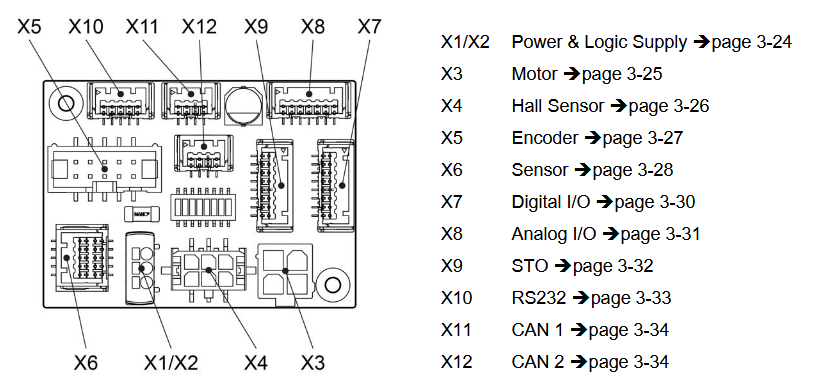 X5 X10 X11 X12 X9 X8 X7
NANO²
X6 X1/X2 X4 X3
X1/X2 Power & Logic Supply ➔page 3-24
X3 Motor ➔page 3-25
X4 Hall Sensor ➔page 3-26
X5 Encoder ➔page 3-27
X6 Sensor ➔page 3-28
X7 Digital I/O ➔page 3-30
X8 Analog I/O ➔page 3-31
X9 STO ➔page 3-32
X10 RS232 ➔page 3-33
X11 CAN 1 ➔page 3-34
X12 CAN 2 ➔page 3-34